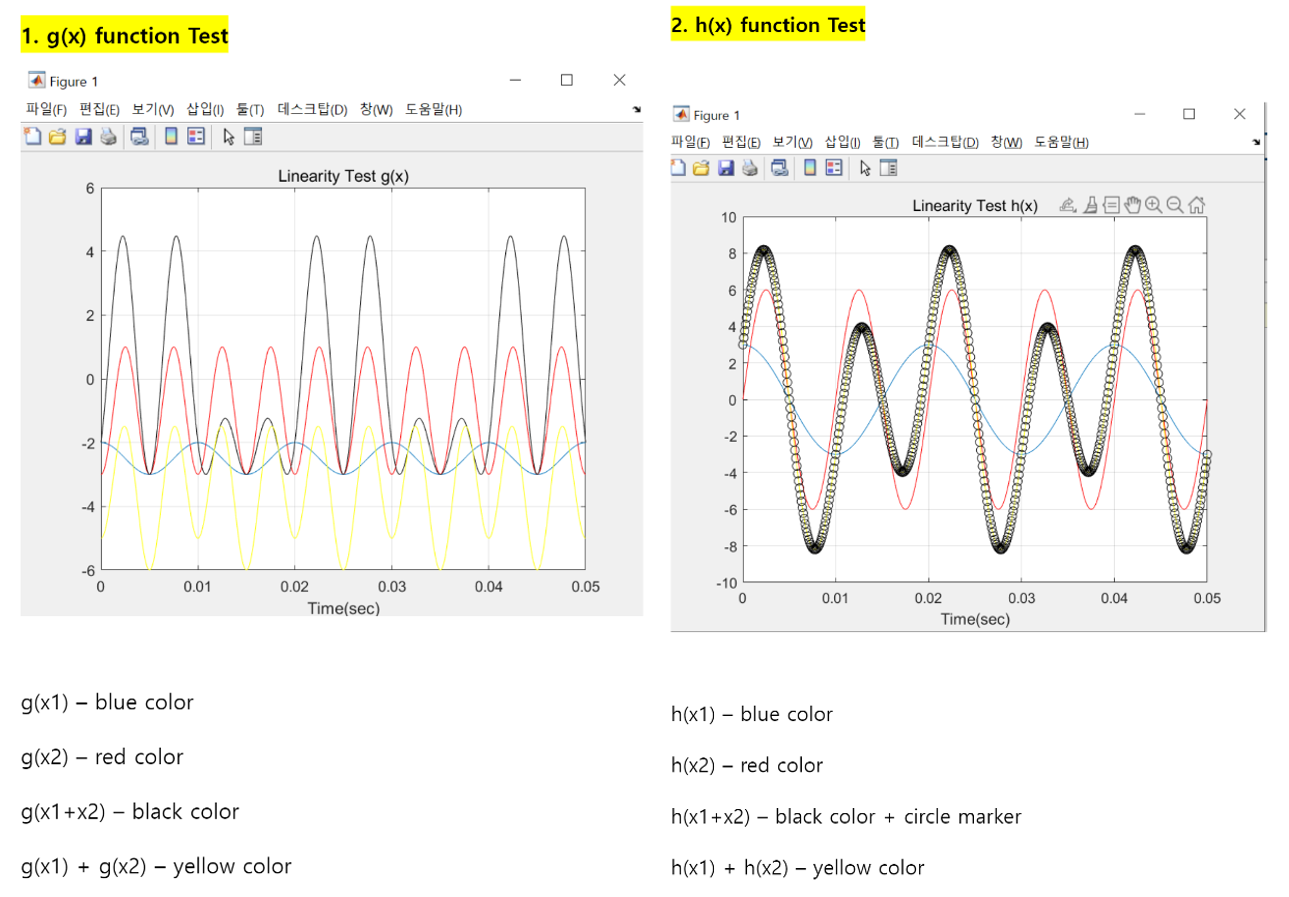 1. g(x) function Test
Figure 1
파일(F) 편집(E) 보기(V) 삽입(I) 툴(T) 데스크탑(D) 창(W) 도움말(H)
Linearity Test g(x)
6
4
2
0
-2
-4
-6
0 0.01 0.02 0.03 0.04 0.05
Time(sec)
g(x1) – blue color
g(x2) – red color
g(x1+x2) – black color
g(x1) + g(x2) – yellow color
2. h(x) function Test
Figure 1
파일(F) 편집(E) 보기(V) 삽입(I) 툴(T) 데스크탑(D) 창(W) 도움말(H)
Linearity Test h(x)
10
8
6
4
2
0
-2
-4
-6
-8
-10
0 0.01 0.02 0.03 0.04 0.05
Time(sec)
h(x1) – blue color
h(x2) – red color
h(x1+x2) – black color + circle marker
h(x1) + h(x2) – yellow color